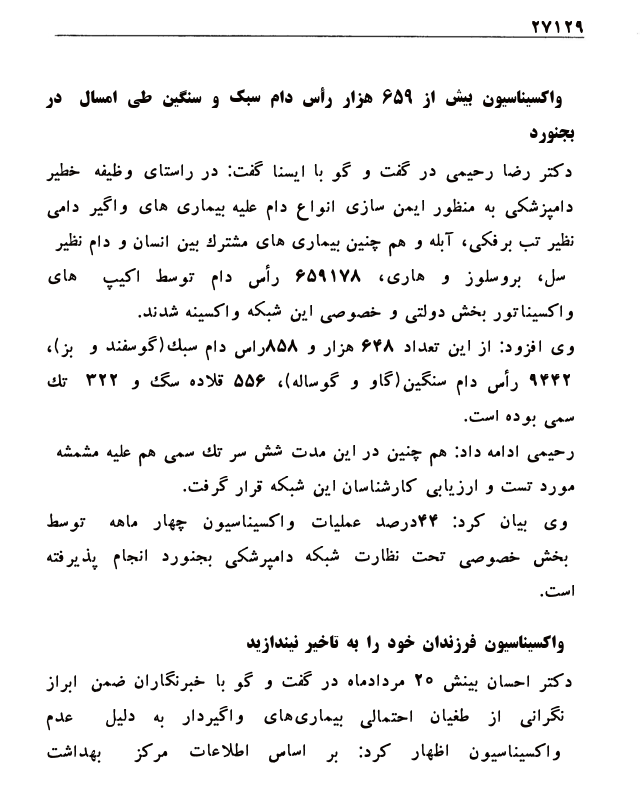 ۲۷۱۲۹
واکسیناسیون بیش از ۶۵۹ هزار رأس دام سبک و سنگین طی امسال در
بجنورد
دکتر رضا رحیمی در گفت و گو با ایسنا گفت: در راستای وظیفه خطیر
دامپزشکی به منظور ایمن سازی انواع دام علیه بیماری های واگیر دامی
نظیر تب برفکی، آبله و هم چنین بیماری های مشترك بین انسان و دام نظیر
سل، بروسلوز و هاری، ۶۵۹۱۷۸ رأس دام توسط اکیپ های
واکسیناتور بخش دولتی و خصوصی این شبکه واکسینه شدند.
وی افزود: از این تعداد ۶۴۸ هزار و ۸۵۸راس دام سبك(گوسفند و بز)،
۹۴۴۲ رأس دام سنگین(گاو و گوساله)، ۵۵۶ قلاده سگ و ۳۲۲ تك
سمی بوده است.
رحیمی ادامه داد: هم چنین در این مدت شش سر تك سمی هم علیه مشمشه
مورد تست و ارزیابی کارشناسان این شبکه قرار گرفت.
وی بیان کرد: ۴۴درصد عملیات واکسیناسیون چهار ماهه توسط
بخش خصوصی تحت نظارت شبکه دامپرشکی بجنورد انجام پذیرفته
است.
واکسیناسیون فرزندان خود را به تاخیر نیندازید
دکتر احسان بینش ۲۰ مردادماه در گفت و گو با خبرنگاران ضمن ابراز
نگرانی از طغیان احتمالی بیماری‌های واگیردار به دلیل عدم
واکسیناسیون اظهار کرد: بر اساس اطلاعات مرکز بهداشت